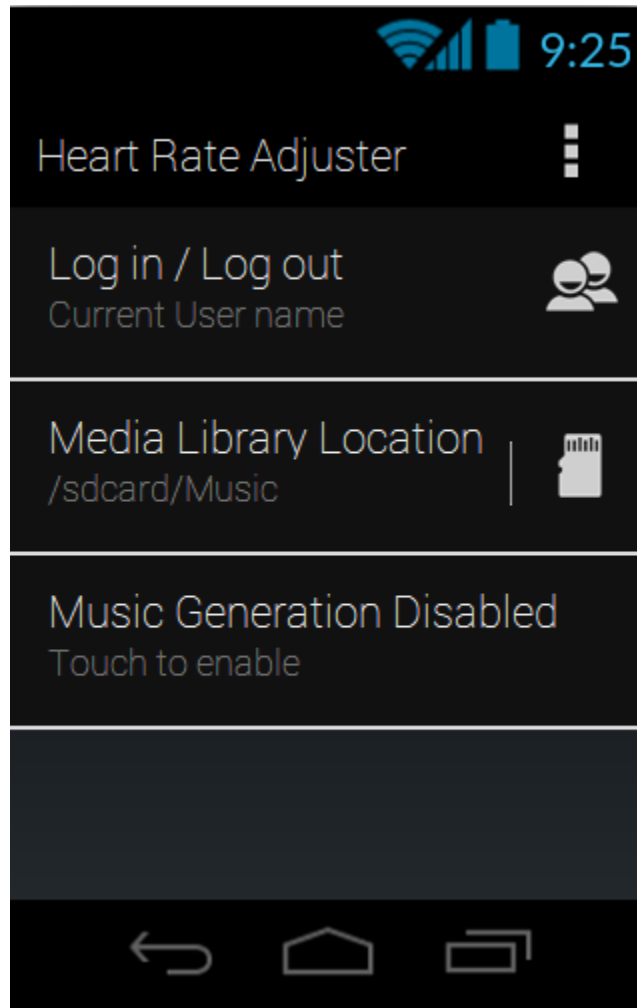 9:25
Heart Rate Adjuster
Log in / Log out
Current User name
Media Library Location
/sdcard/Music
Music Generation Disabled
Touch to enable